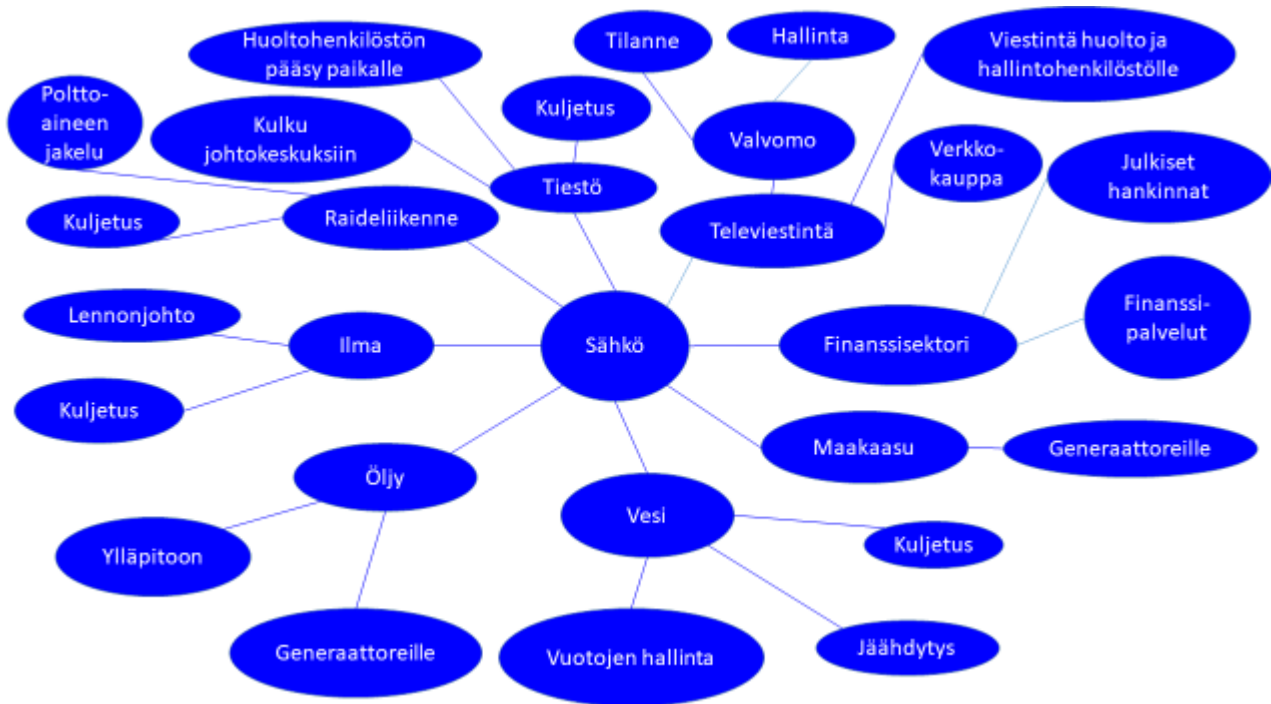 Huoltohenkilöstön
pääsy paikalle
Tilanne
Hallinta
Viestintä huolto ja
hallintohenkilöstölle
Poltto-
aineen
jakelu
Kulku
johtokeskuksiin
Kuljetus
Valvomo
Verkko-
kauppa
Julkiset
hankinnat
Tiestö
Kuljetus
Raideliikenne
Televiestintä
Lennonjohto
Ilma
Sähkö
Finanssisektori
Finanssi-
palvelut
Kuljetus
Öljy
Maakaasu
Generaattoreille
Vesi
Ylläpitoon
Kuljetus
Generaattoreille
Vuotojen hallinta
Jäähdytys